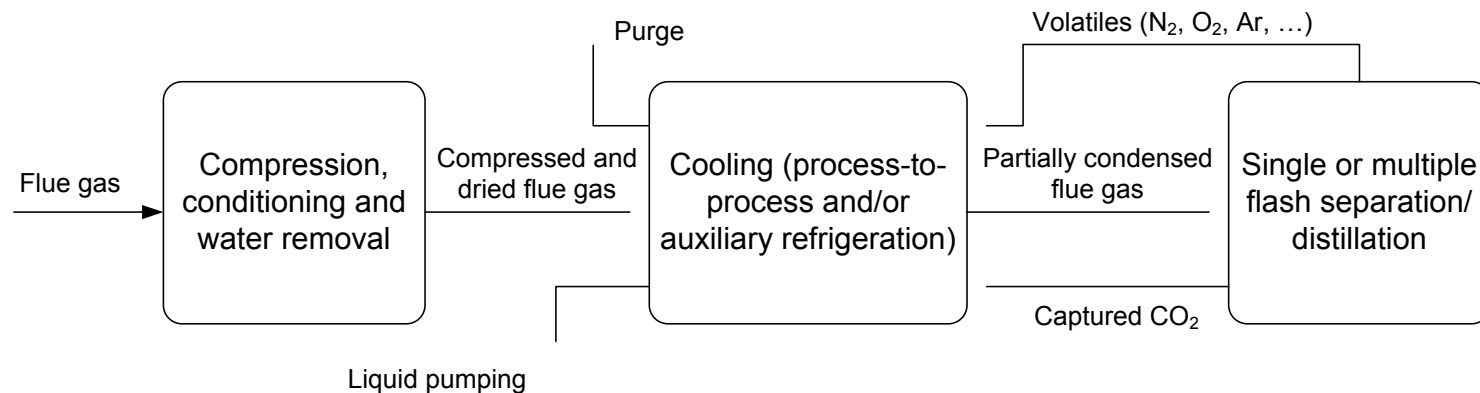 Flue gas
Compression,
conditioning and
water removal
Compressed and
dried flue gas
Purge
Liquid pumping
Cooling (process-to-
process and/or
auxiliary refrigeration)
Volatiles (N₂, O₂, Ar, …)
Partially condensed
flue gas
Captured CO₂
Single or multiple
flash separation/
distillation